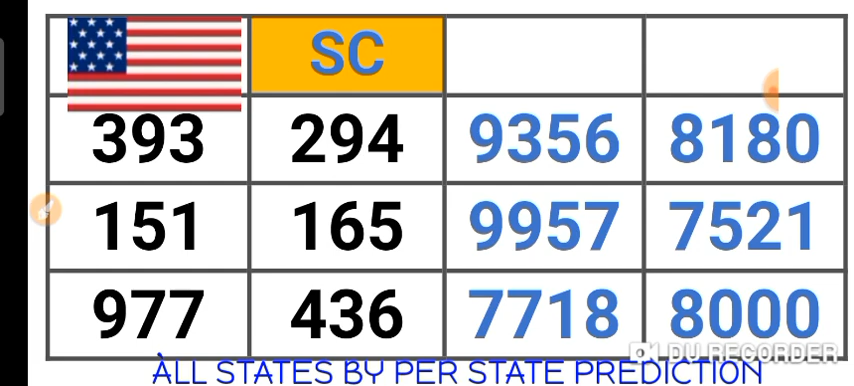 SC
393 294 9356 8180
151 165 9957 7521
977 436 7718 8000
DU RECORDER
ÀLL STATES BY PER STATE PREDICTION